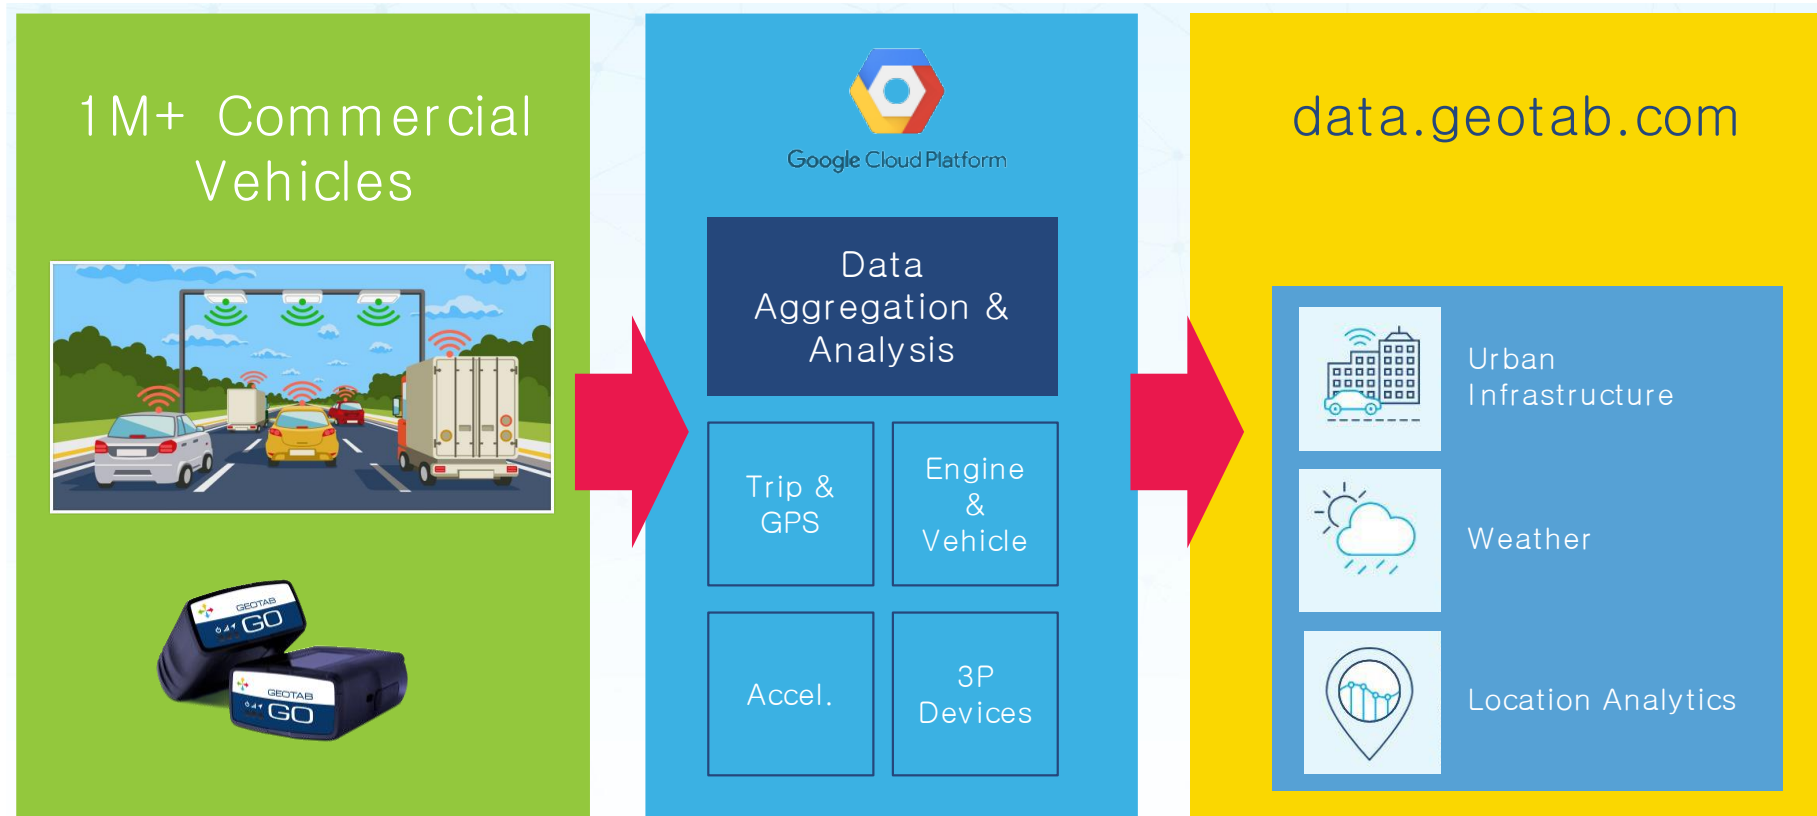 1M+ Commercial
Vehicles
GEOTAB
GO
GEOTAB
GO
Google Cloud Platform
Data
Aggregation &
Analysis
Trip &
GPS
Engine
&
Vehicle
Accel.
3P
Devices
data.geotab.com
Urban
Infrastructure
Weather
Location Analytics